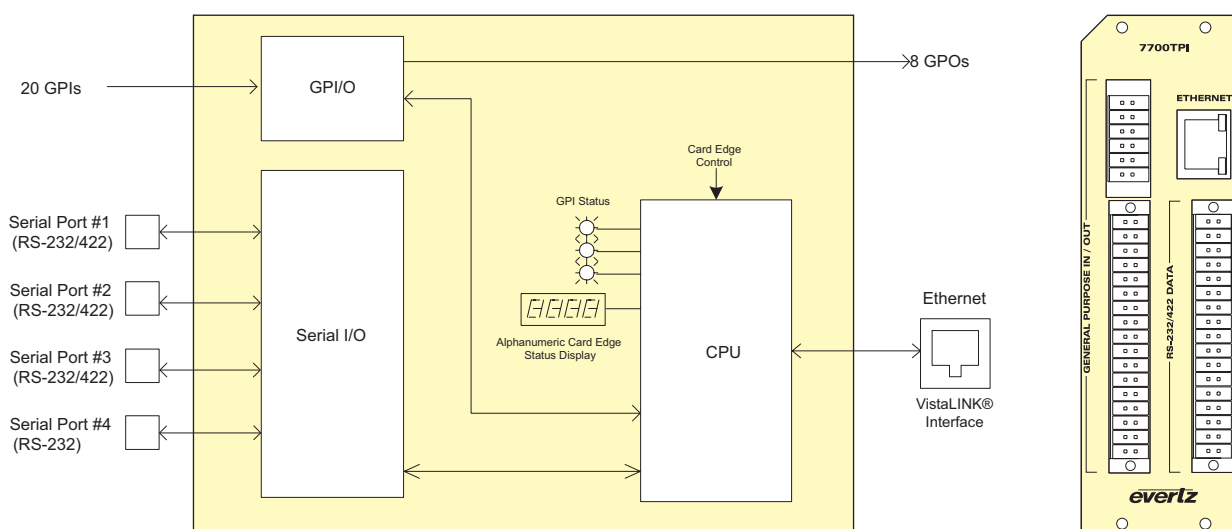 20 GPIs
GPI/O
8 GPOs
Card Edge
Control
GPI Status
Serial Port #1
(RS-232/422)
Serial Port #2
(RS-232/422)
Serial Port #3
(RS-232/422)
Serial Port #4
(RS-232)
Serial I/O
Alphanumeric Card Edge
Status Display
CPU
Ethernet
VistaLINK®
Interface
7700TPI
ETHERNET
GENERAL PURPOSE IN / OUT
RS-232/422 DATA
evertz